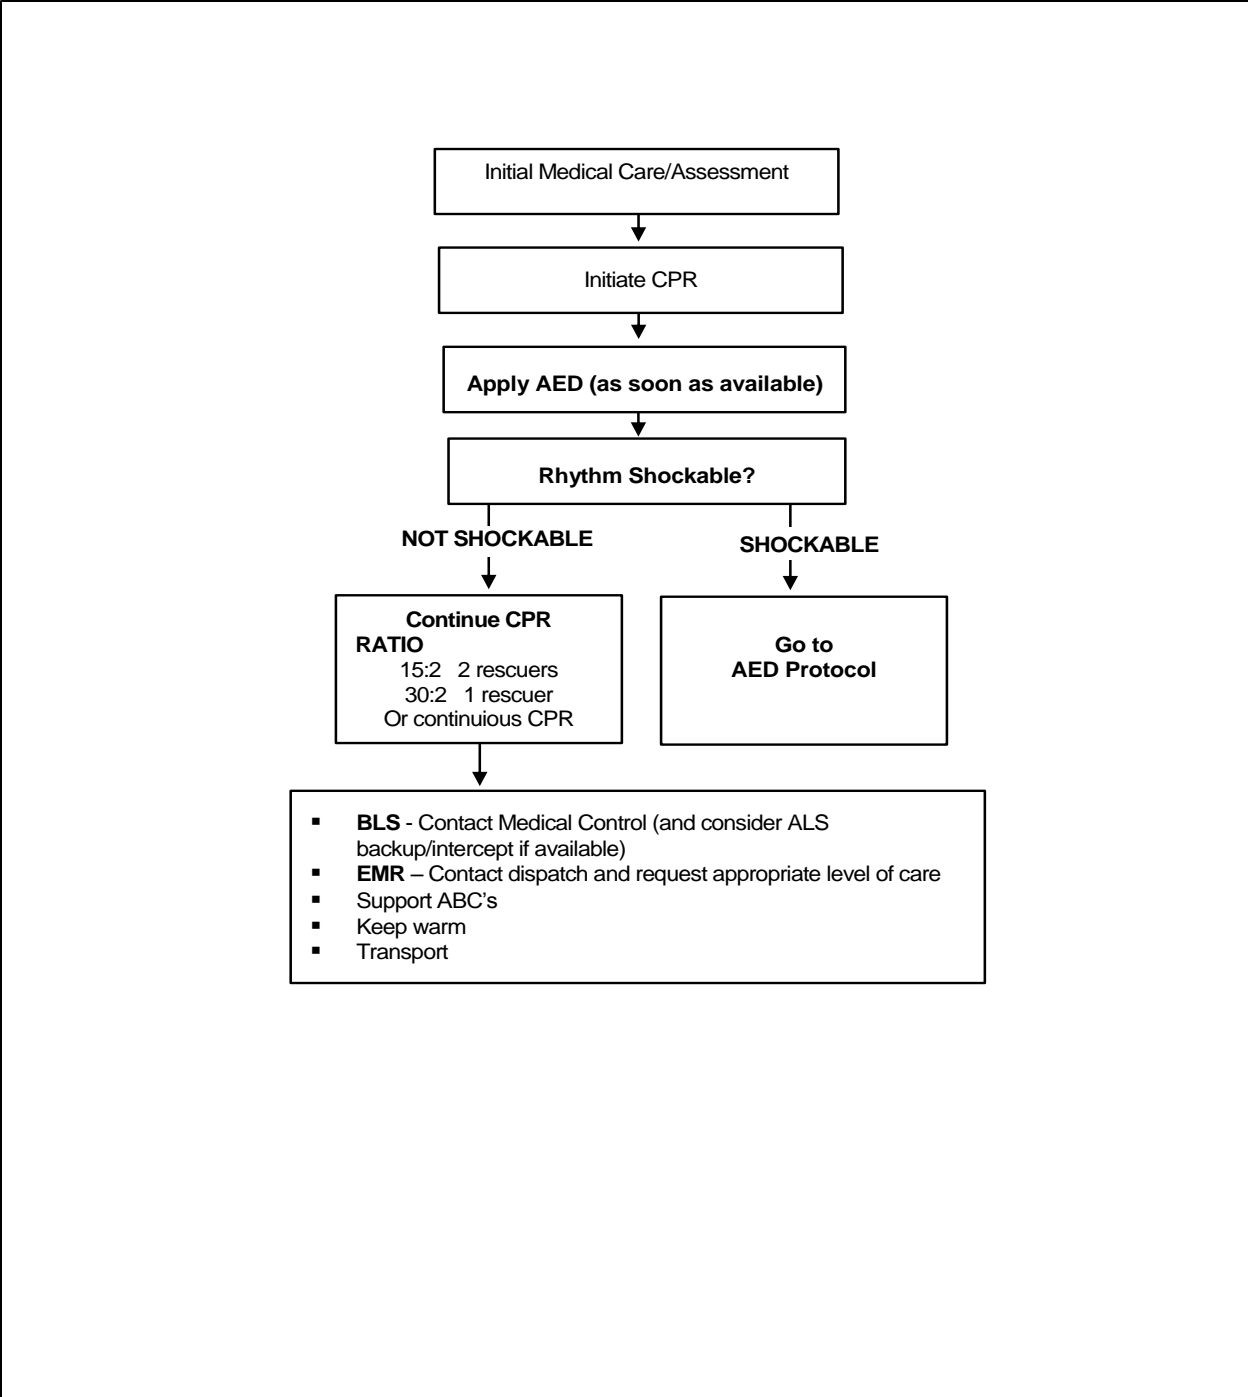 Initial Medical Care/Assessment
Initiate CPR
Apply AED (as soon as available)
Rhythm Shockable?
NOT SHOCKABLE
SHOCKABLE
Continue CPR
RATIO
15:2 2 rescuers
30:2 1 rescuer
Or continuious CPR
Go to
AED Protocol
▪ BLS - Contact Medical Control (and consider ALS
backup/intercept if available)
▪ EMR – Contact dispatch and request appropriate level of care
▪ Support ABC’s
▪ Keep warm
▪ Transport